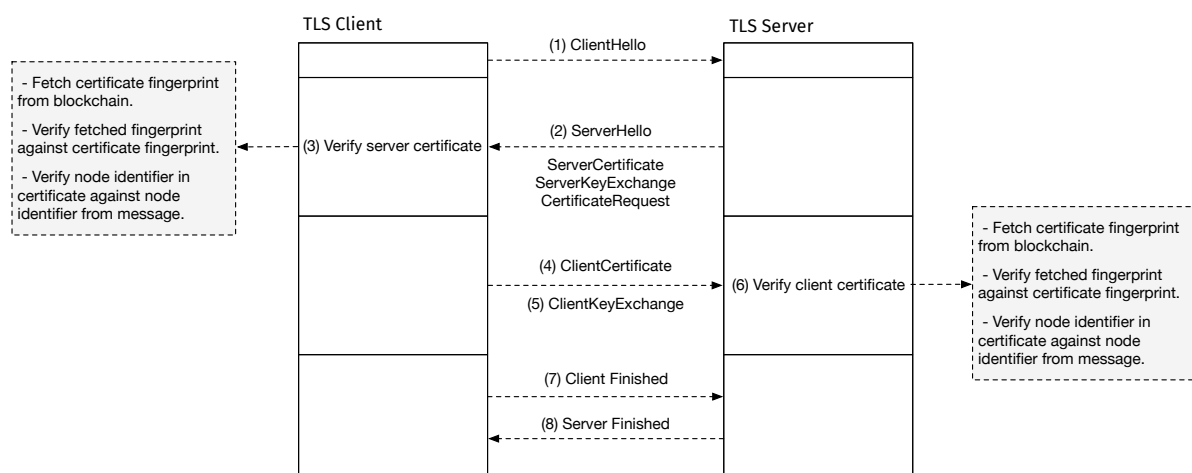 TLS Client
TLS Server
(1) ClientHello
- Fetch certificate fingerprint
from blockchain.
- Verify fetched fingerprint
against certificate fingerprint.
- Verify node identifier in
certificate against node
identifier from message.
(3) Verify server certificate
(2) ServerHello
ServerCertificate
ServerKeyExchange
CertificateRequest
(4) ClientCertificate
(5) ClientKeyExchange
(6) Verify client certificate
- Fetch certificate fingerprint
from blockchain.
- Verify fetched fingerprint
against certificate fingerprint.
- Verify node identifier in
certificate against node
identifier from message.
(7) Client Finished
(8) Server Finished